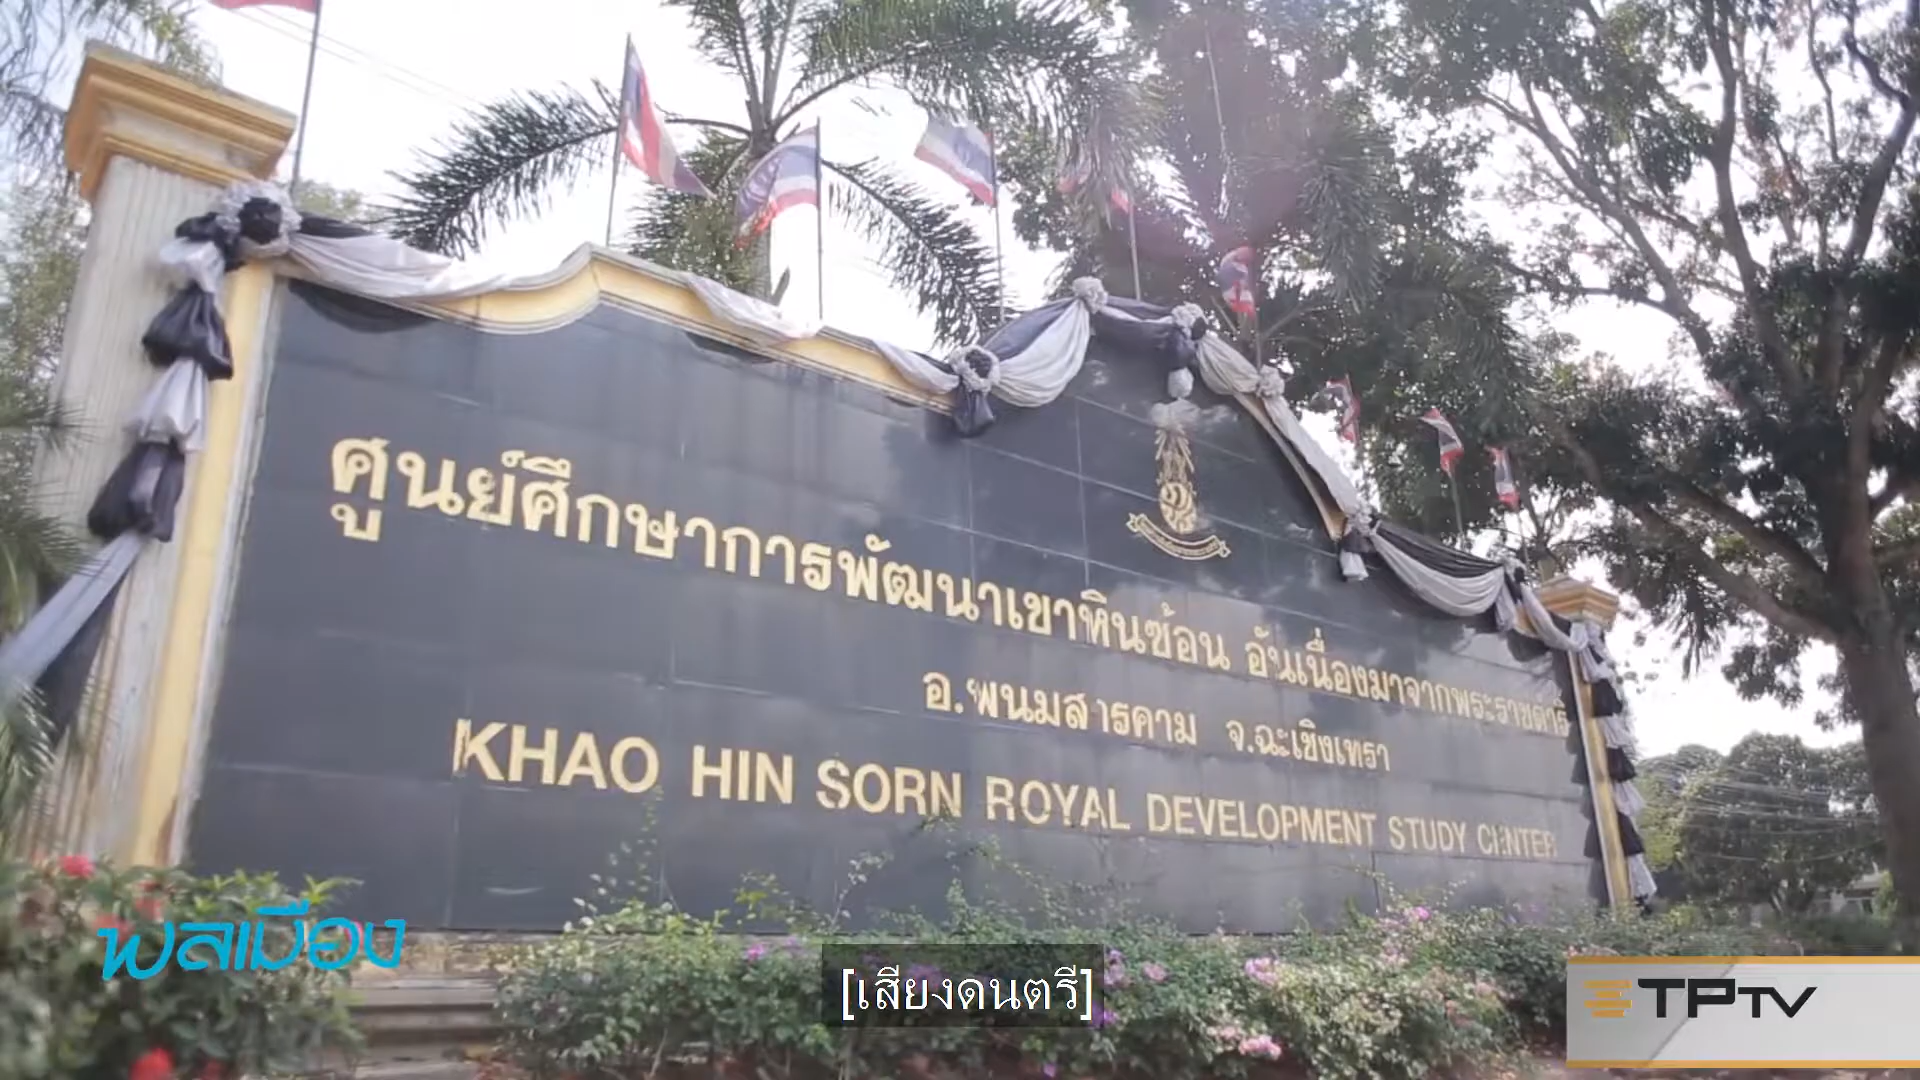 ศูนย์ศึกษาการพัฒนาเขาหินซ้อน อันเนื่องมาจากพระราชดำริ
อ.พนมสารคาม จ.ฉะเชิงเทรา
KHAO HIN SORN ROYAL DEVELOPMENT STUDY CENTER
พลเมือง
[เสียงดนตรี]
TPTV